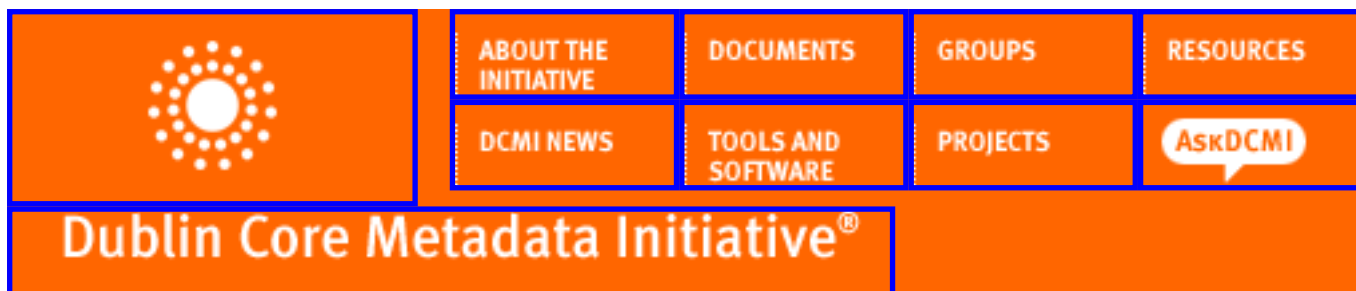 ABOUT THE
INITIATIVE
DOCUMENTS
GROUPS
RESOURCES
DCMI NEWS
TOOLS AND
SOFTWARE
PROJECTS
ASKDCMI
Dublin Core Metadata Initiative®